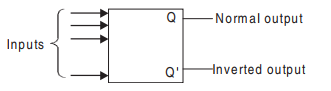 Q Normal output
Inputs
Q' Inverted output